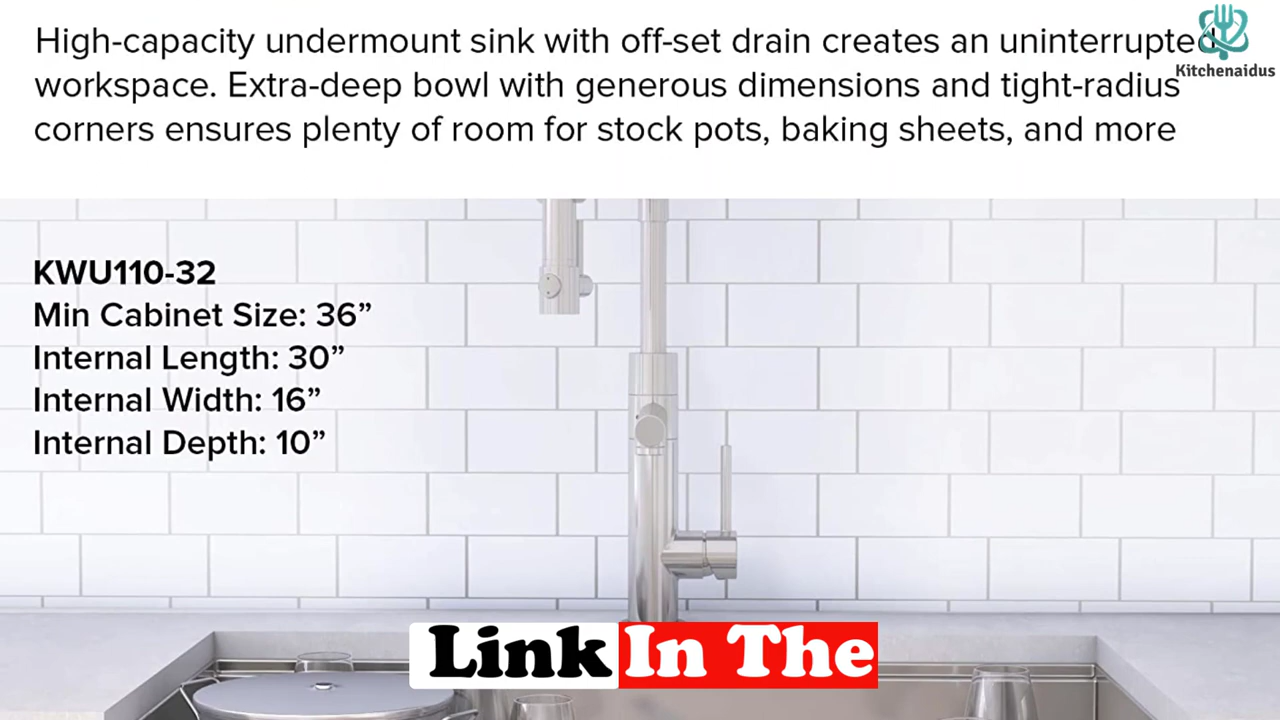 High-capacity undermount sink with off-set drain creates an uninterrupted
workspace. Extra-deep bowl with generous dimensions and tight-radius
corners ensures plenty of room for stock pots, baking sheets, and more
Kitchenaidus
KWU110-32
Min Cabinet Size: 36”
Internal Length: 30”
Internal Width: 16”
Internal Depth: 10”
Link In The